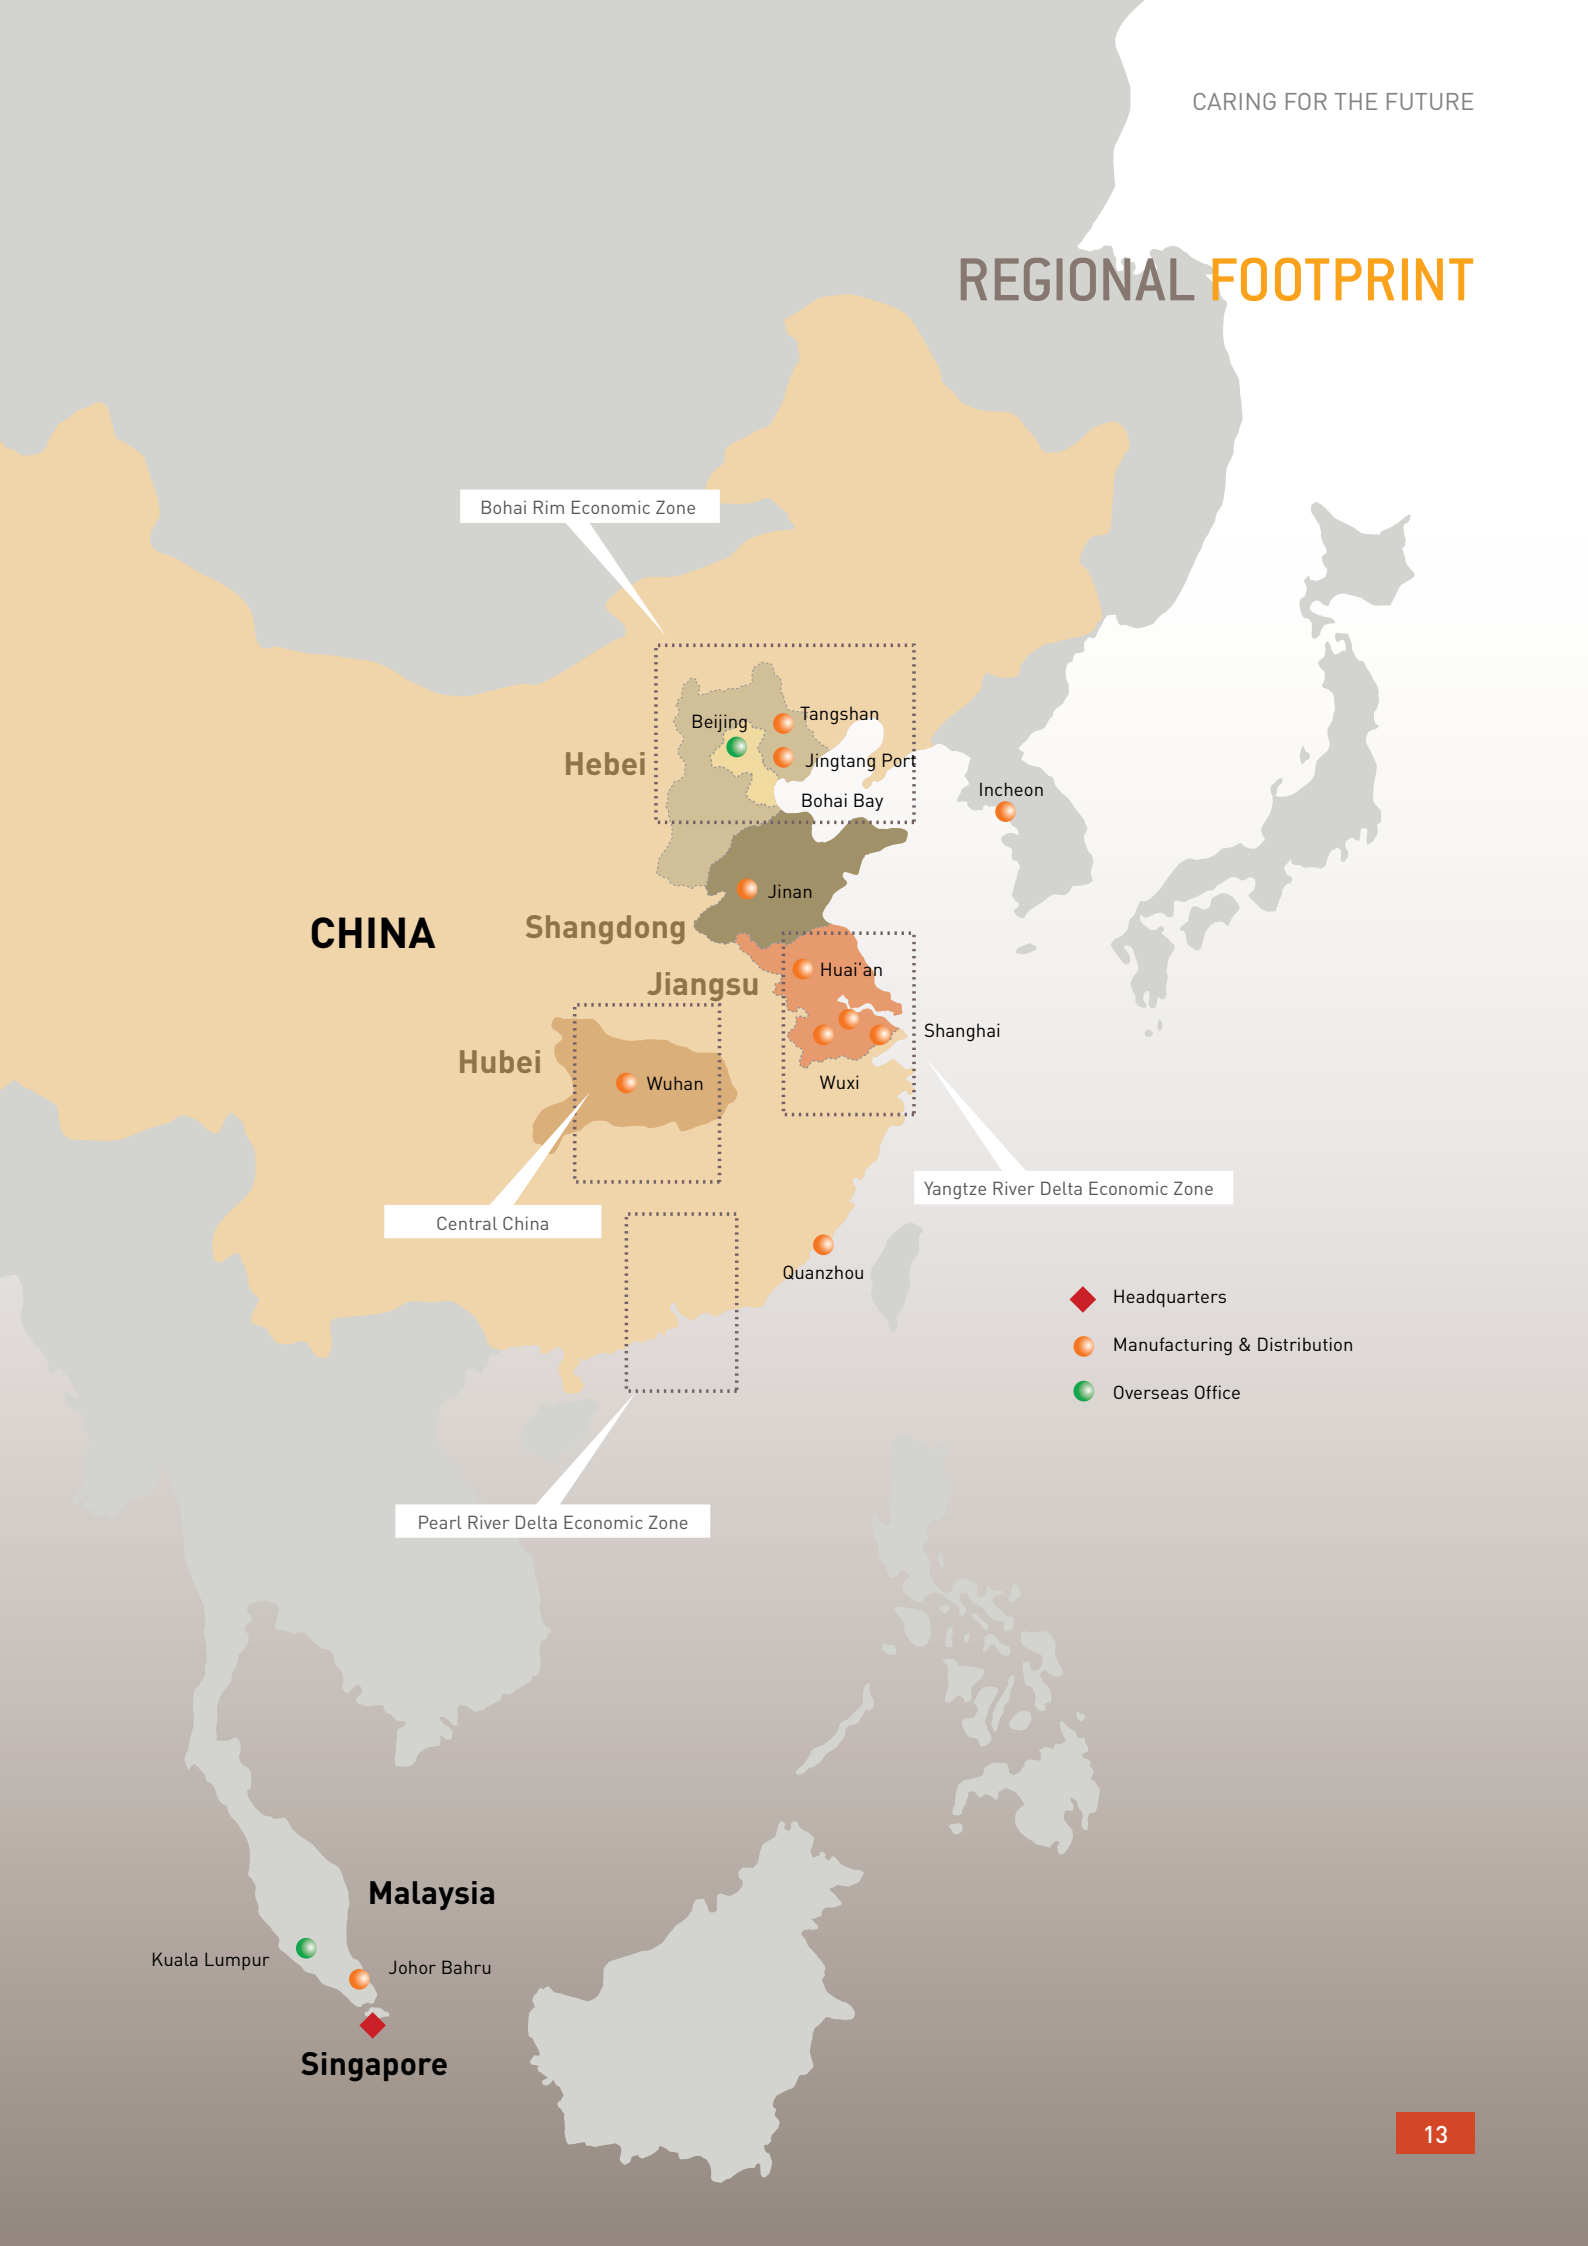 CARING FOR THE FUTURE
REGIONAL FOOTPRINT
Bohai Rim Economic Zone
Tangshan
Beijing
Hebei
Jingtang Port
Incheon
Bohai Bay
Jinan
CHINA
Shangdong
Huai'an
Jiangsu
Shanghai
Hubei
Wuhan
Wuxi
Yangtze River Delta Economic Zone
Central China
Quanzhou
Headquarters
Manufacturing & Distribution
Overseas Office
Pearl River Delta Economic Zone
Malaysia
Kuala Lumpur
Johor Bahru
Singapore
13